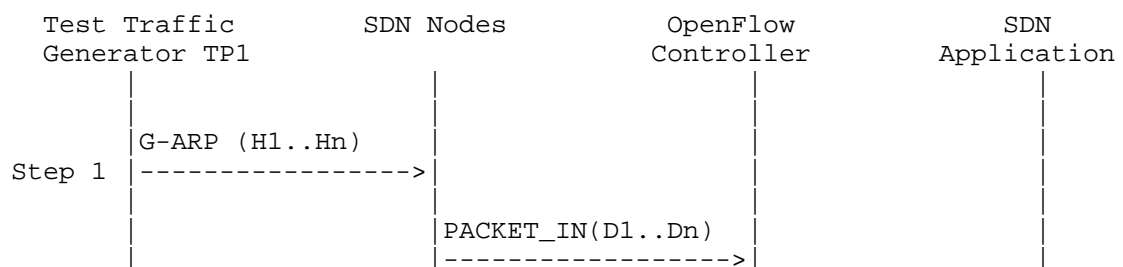 Test Traffic SDN Nodes OpenFlow SDN
Generator TP1 Controller Application
G-ARP (H1..Hn)
Step 1 |----------------->|
PACKET_IN(D1..Dn)
|------------------>|